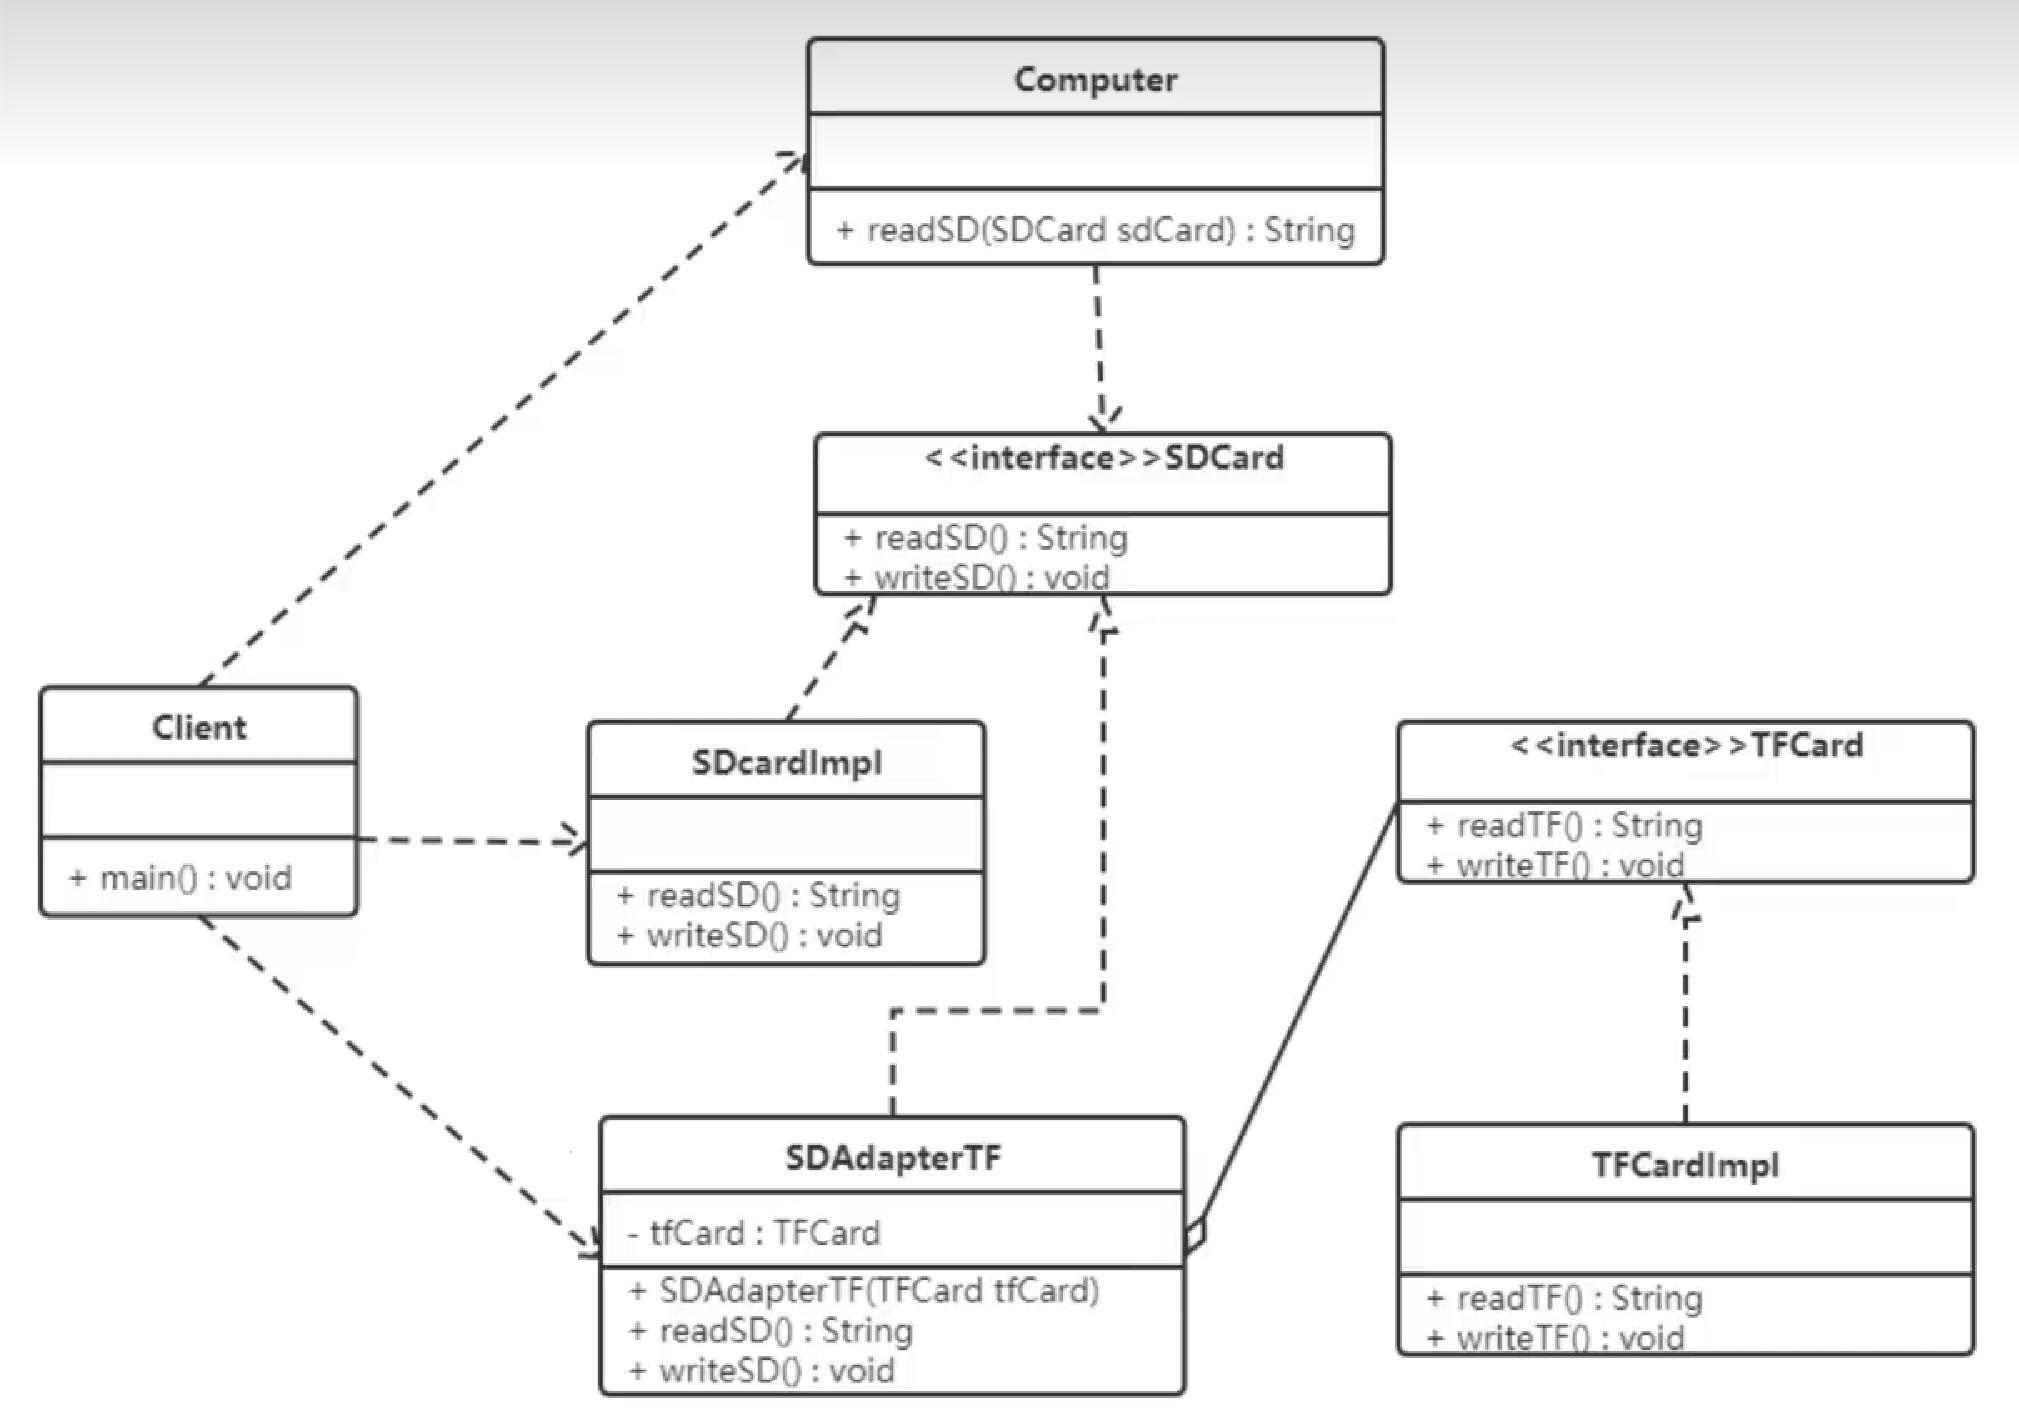 Computer
+ readSD(SDCard sdCard) : String
<<interface>>SDCard
+ readSD() : String
+ writeSD() : void
Client
+ main() : void
SDcardImpl
+ readSD() : String
+ writeSD() : void
<<interface>>TFCard
+ readTF() : String
+ writeTF() : void
SDAdapterTF
- tfCard : TFCard
+ SDAdapterTF(TFCard tfCard)
+ readSD() : String
+ writeSD() : void
TFCardImpl
+ readTF() : String
+ writeTF() : void